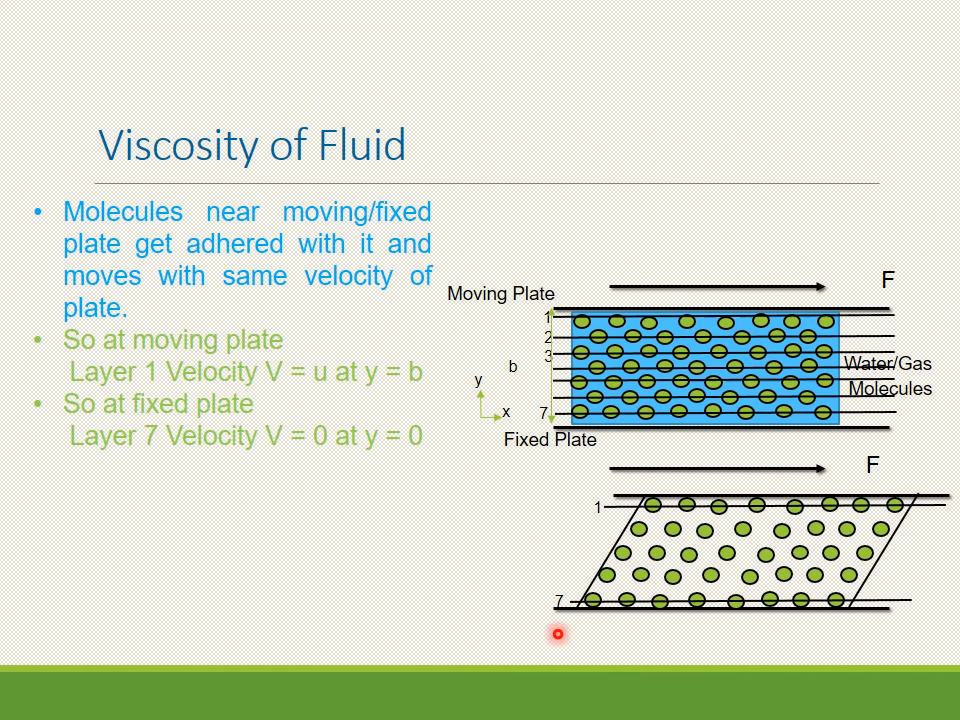 Viscosity of Fluid
• Molecules near moving/fixed
plate get adhered with it and
moves with same velocity of
plate.
• So at moving plate
Layer 1 Velocity V = u at y = b
• So at fixed plate
Layer 7 Velocity V = 0 at y = 0
F
Moving Plate
1
2
3
b
Water/Gas
y
Molecules
x
7
Fixed Plate
F
1
7